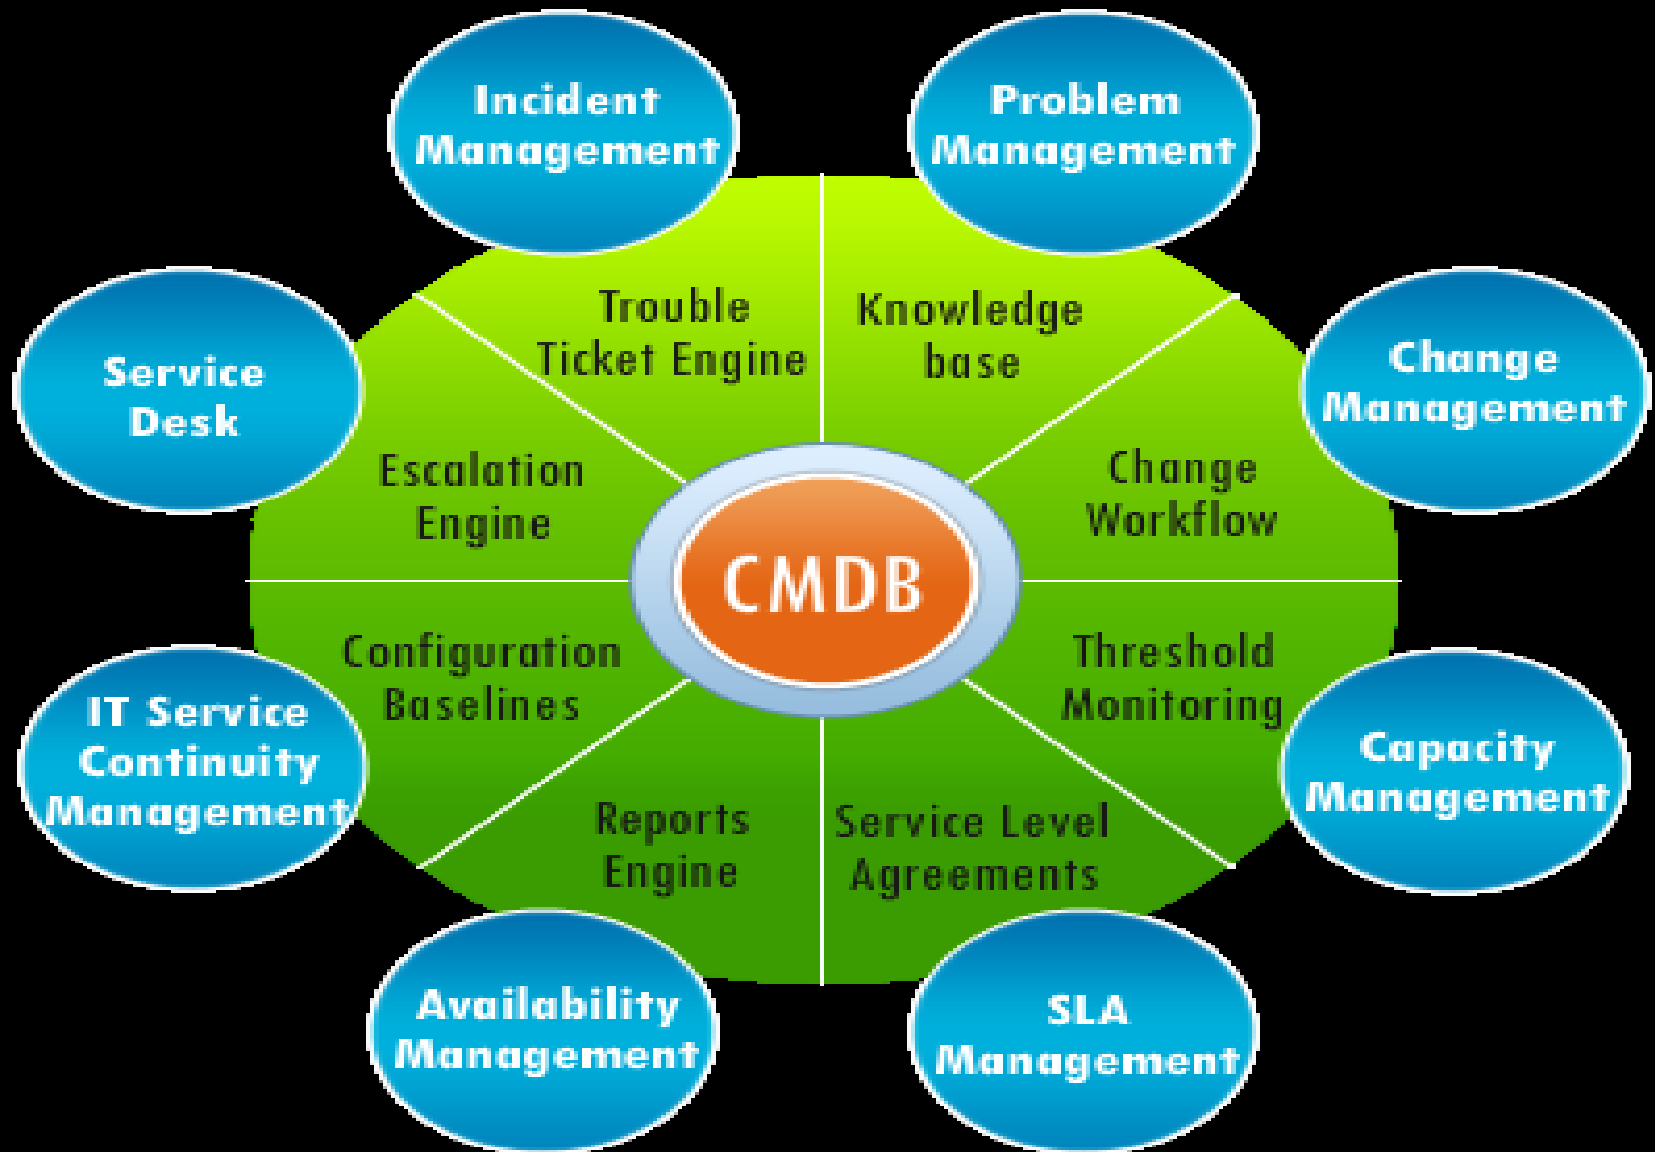 Incident
Management
Problem
Management
Service
Desk
Trouble
Ticket Engine
Knowledge
base
Change
Management
Escalation
Engine
Change
Workflow
CMDB
Configuration
Baselines
Threshold
Monitoring
IT Service
Continuity
Management
Capacity
Management
Reports
Engine
Service Level
Agreements
Availability
Management
SLA
Management